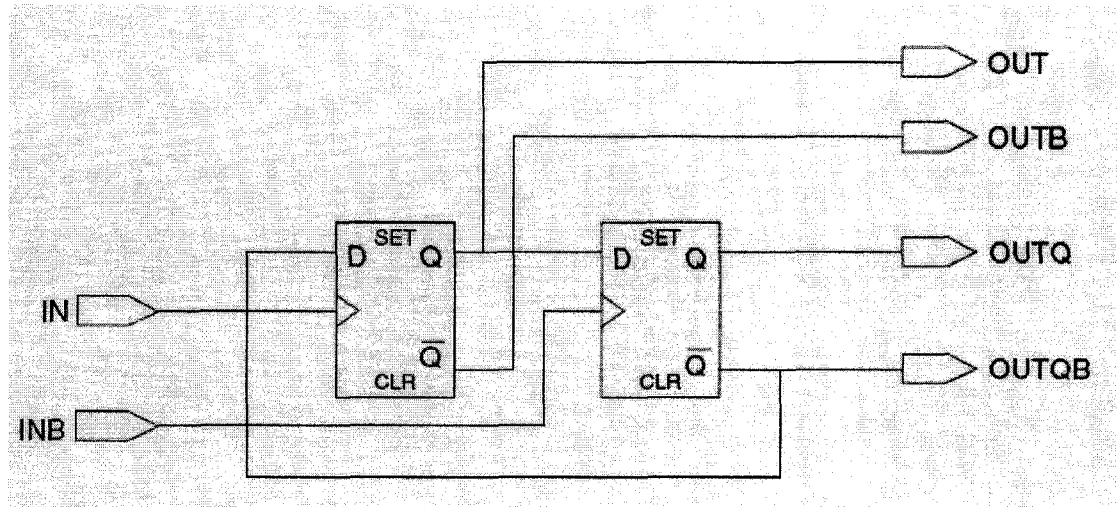 OUT
OUTB
SET
D Q
Q
CLR
SET
D Q
Q
CLR
OUTQ
IN
OUTQB
INB